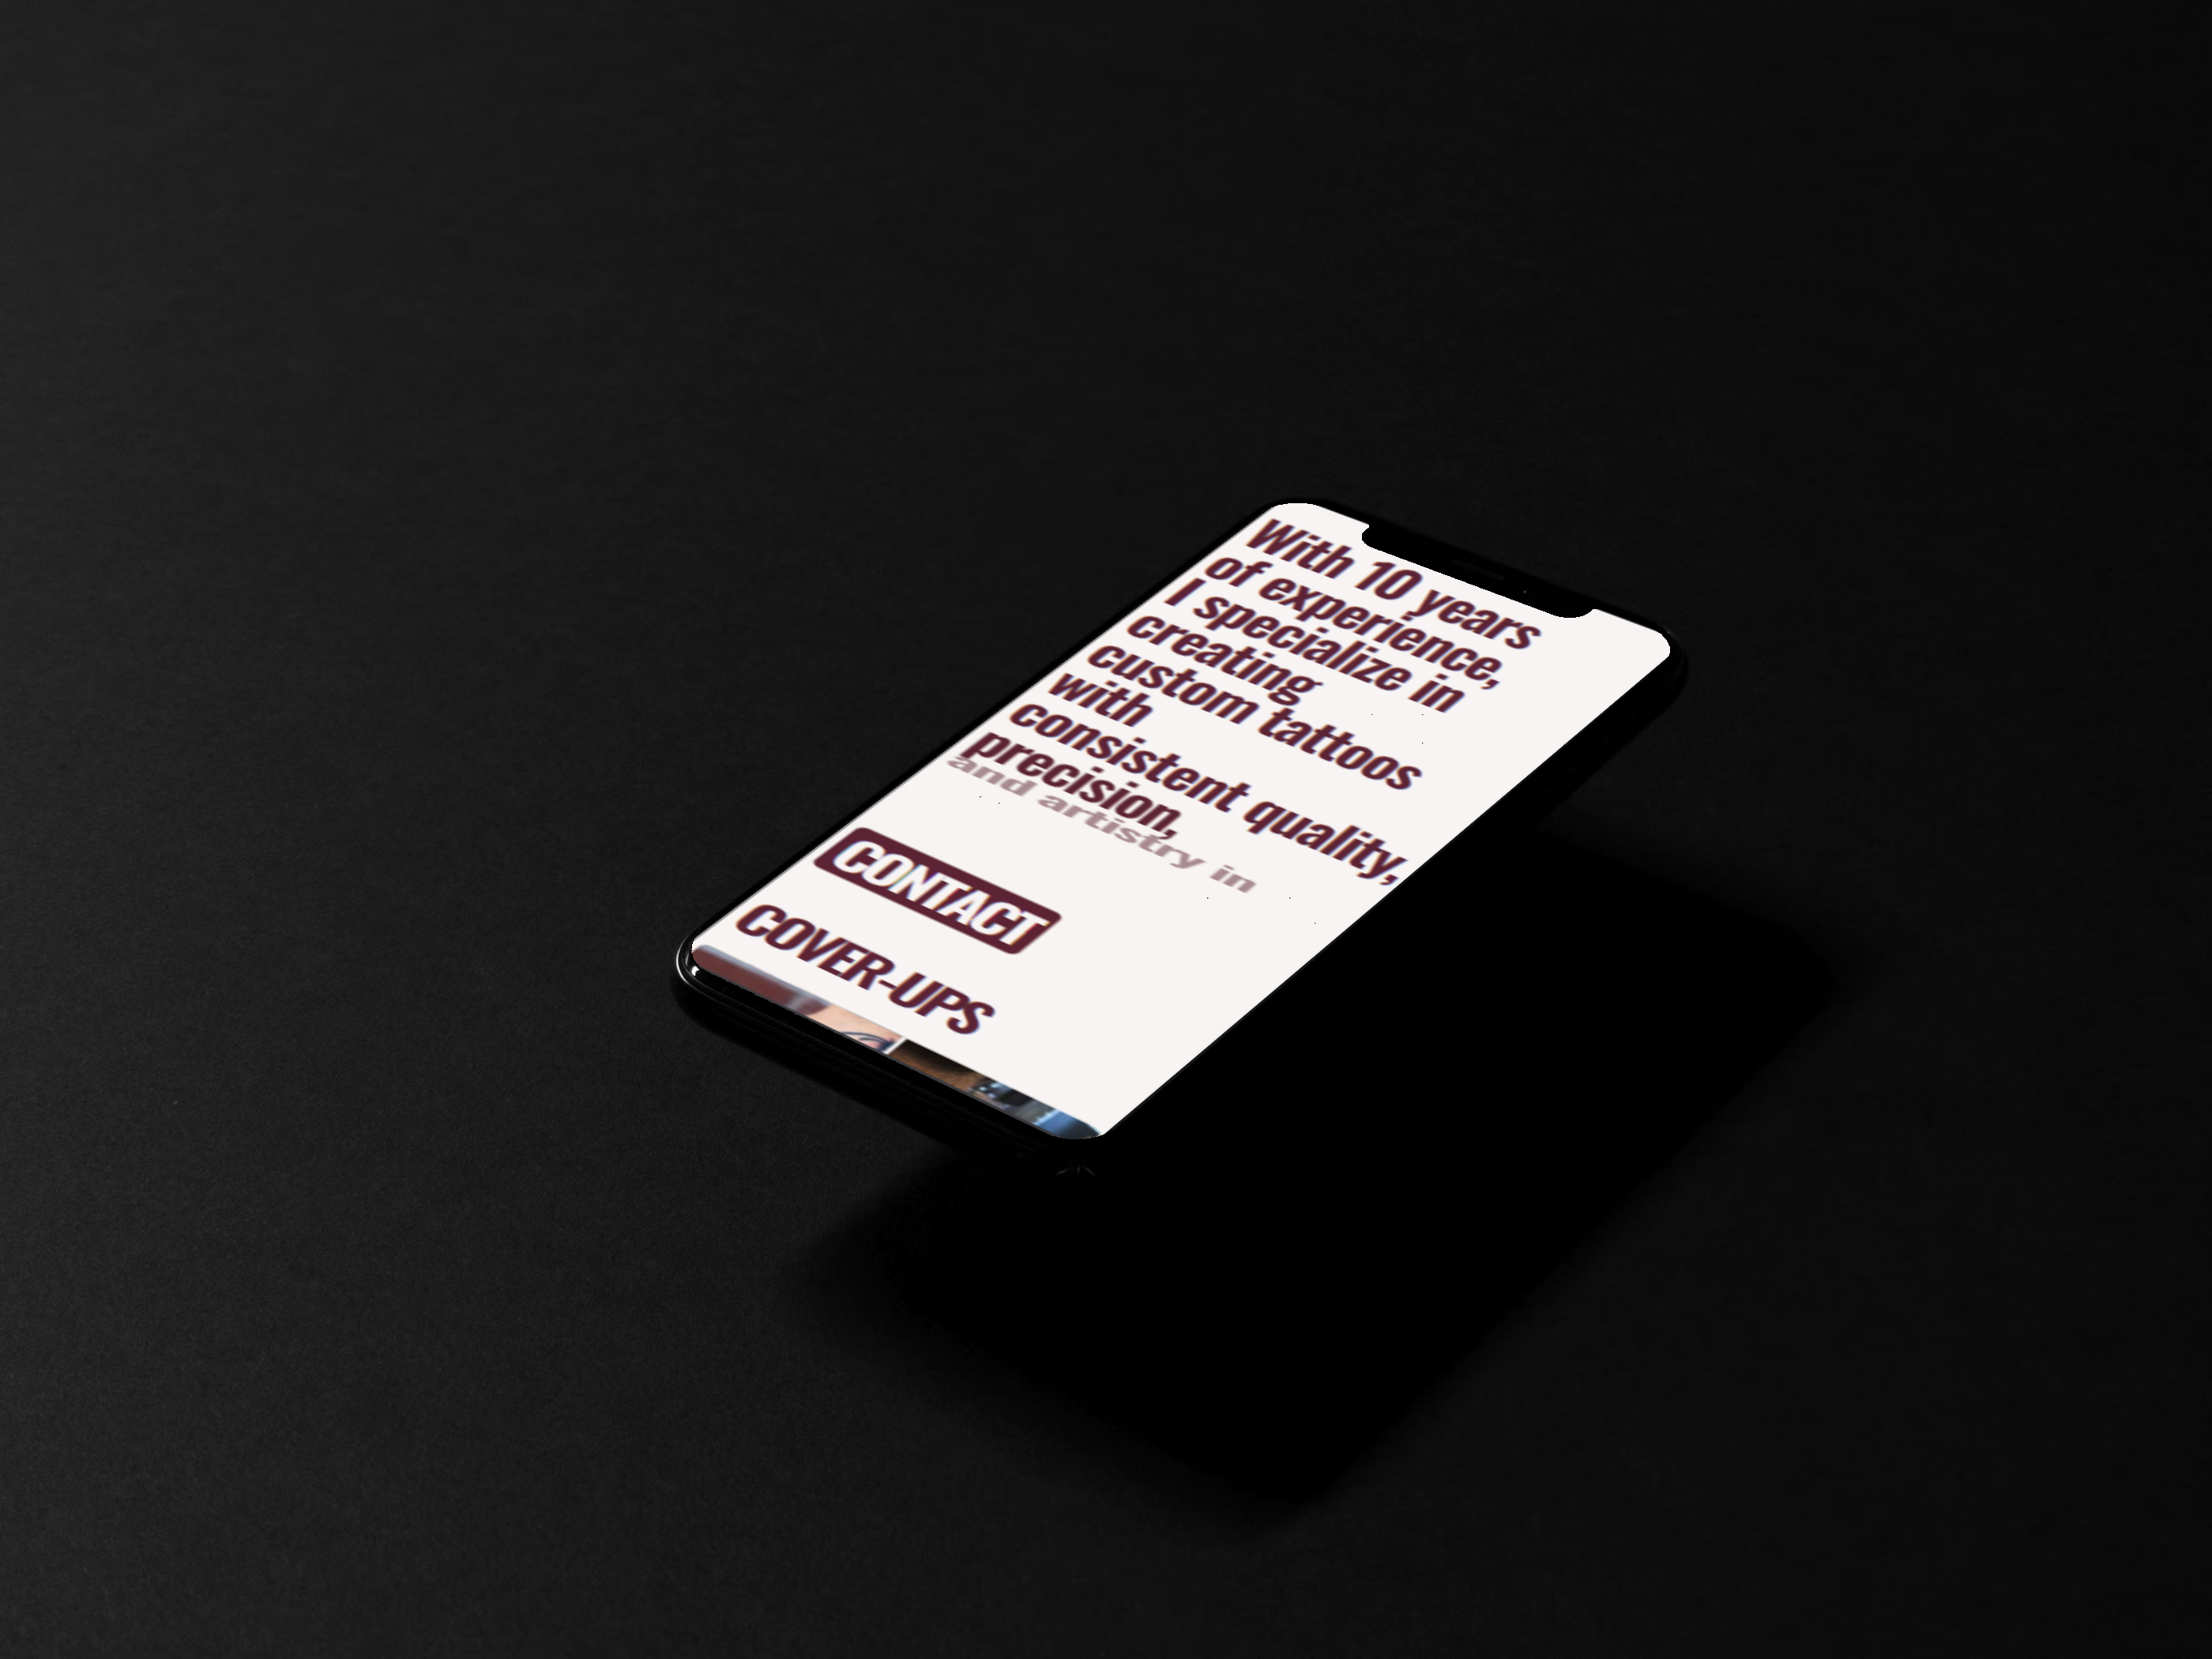 With 10 years
of experience,
I specialize in
creating
custom tattoos
with
consistent quality,
precision,
and artistry in
CONTACT
COVER-UPS